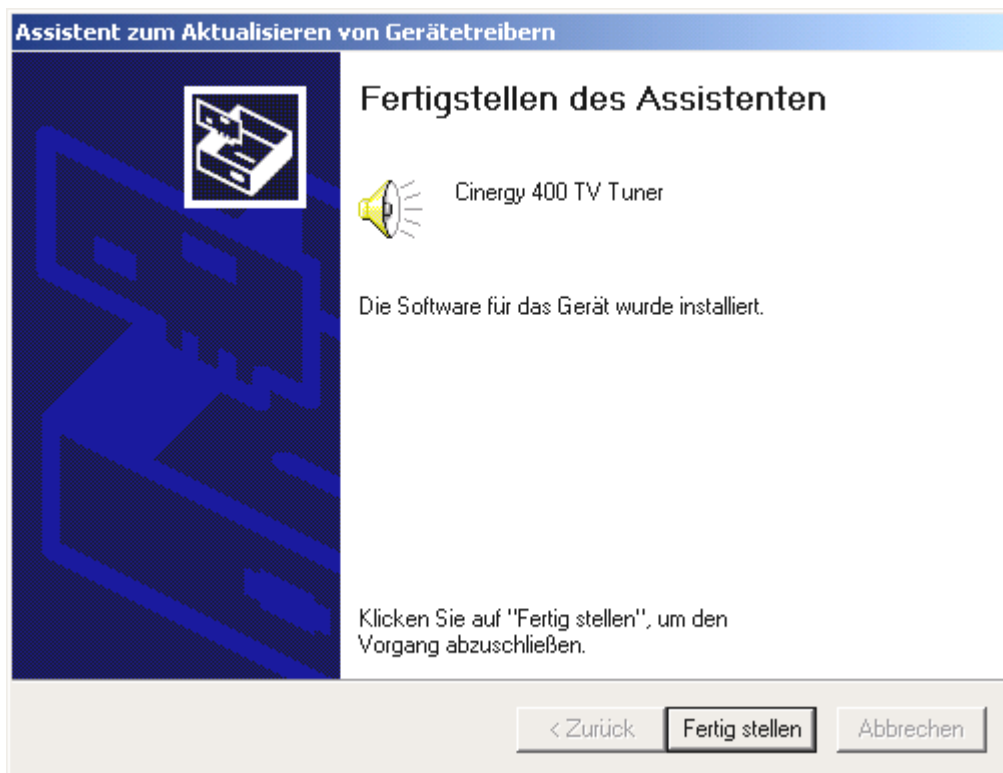 Assistent zum Aktualisieren von Gerätetreibern
Fertigstellen des Assistenten
Cinergy 400 TV Tuner
Die Software für das Gerät wurde installiert.
Klicken Sie auf "Fertig stellen", um den
Vorgang abzuschließen.
< Zurück Fertig stellen Abbrechen